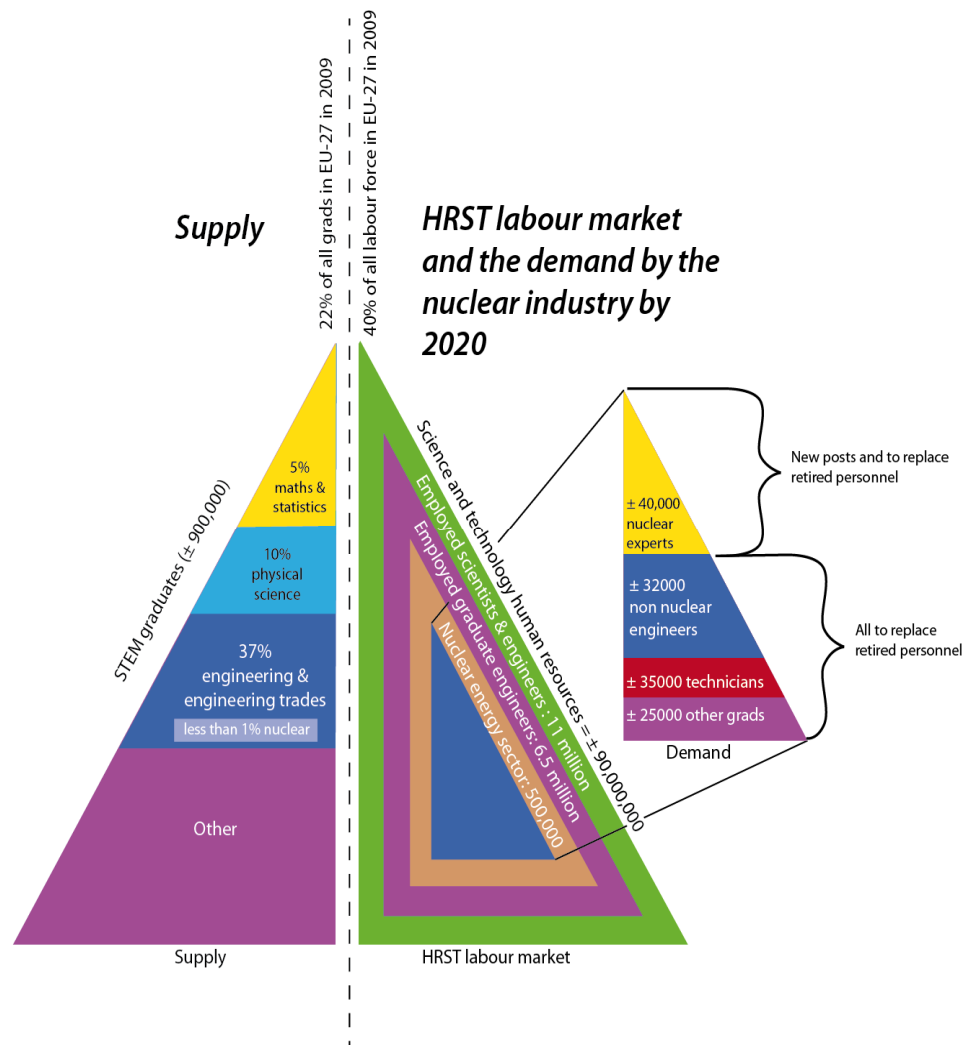 22% of all grads in EU-27 in 2009
40% of all labour force in EU-27 in 2009
Supply
HRST labour market
and the demand by the
nuclear industry by
2020
STEM graduates (± 900,000)
5%
maths &
statistics
10%
physical
science
37%
engineering &
engineering trades
less than 1% nuclear
Other
Supply
Science and technology human resources = ± 90,000,000
Employed scientists & engineers : 11 million
Employed graduate engineers: 6.5 million
Nuclear energy sector: 500,000
HRST labour market
± 40,000
nuclear
experts
± 32000
non nuclear
engineers
± 35000 technicians
± 25000 other grads
Demand
New posts and to replace
retired personnel
All to replace
retired personnel